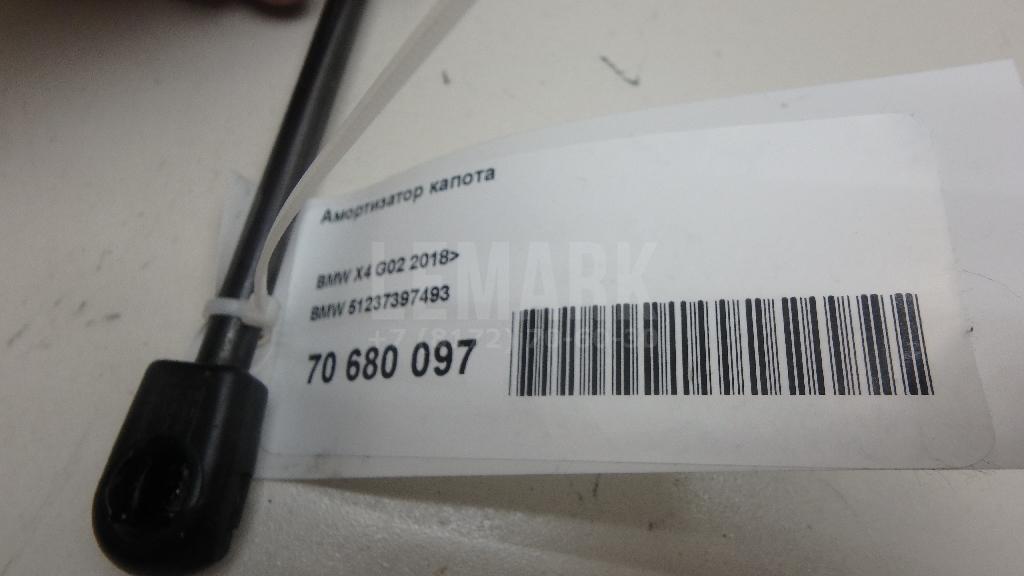 Амортизатор капота
BMW X4 G02 2018>
BMW 51237397493
70 680 097
LEMARK